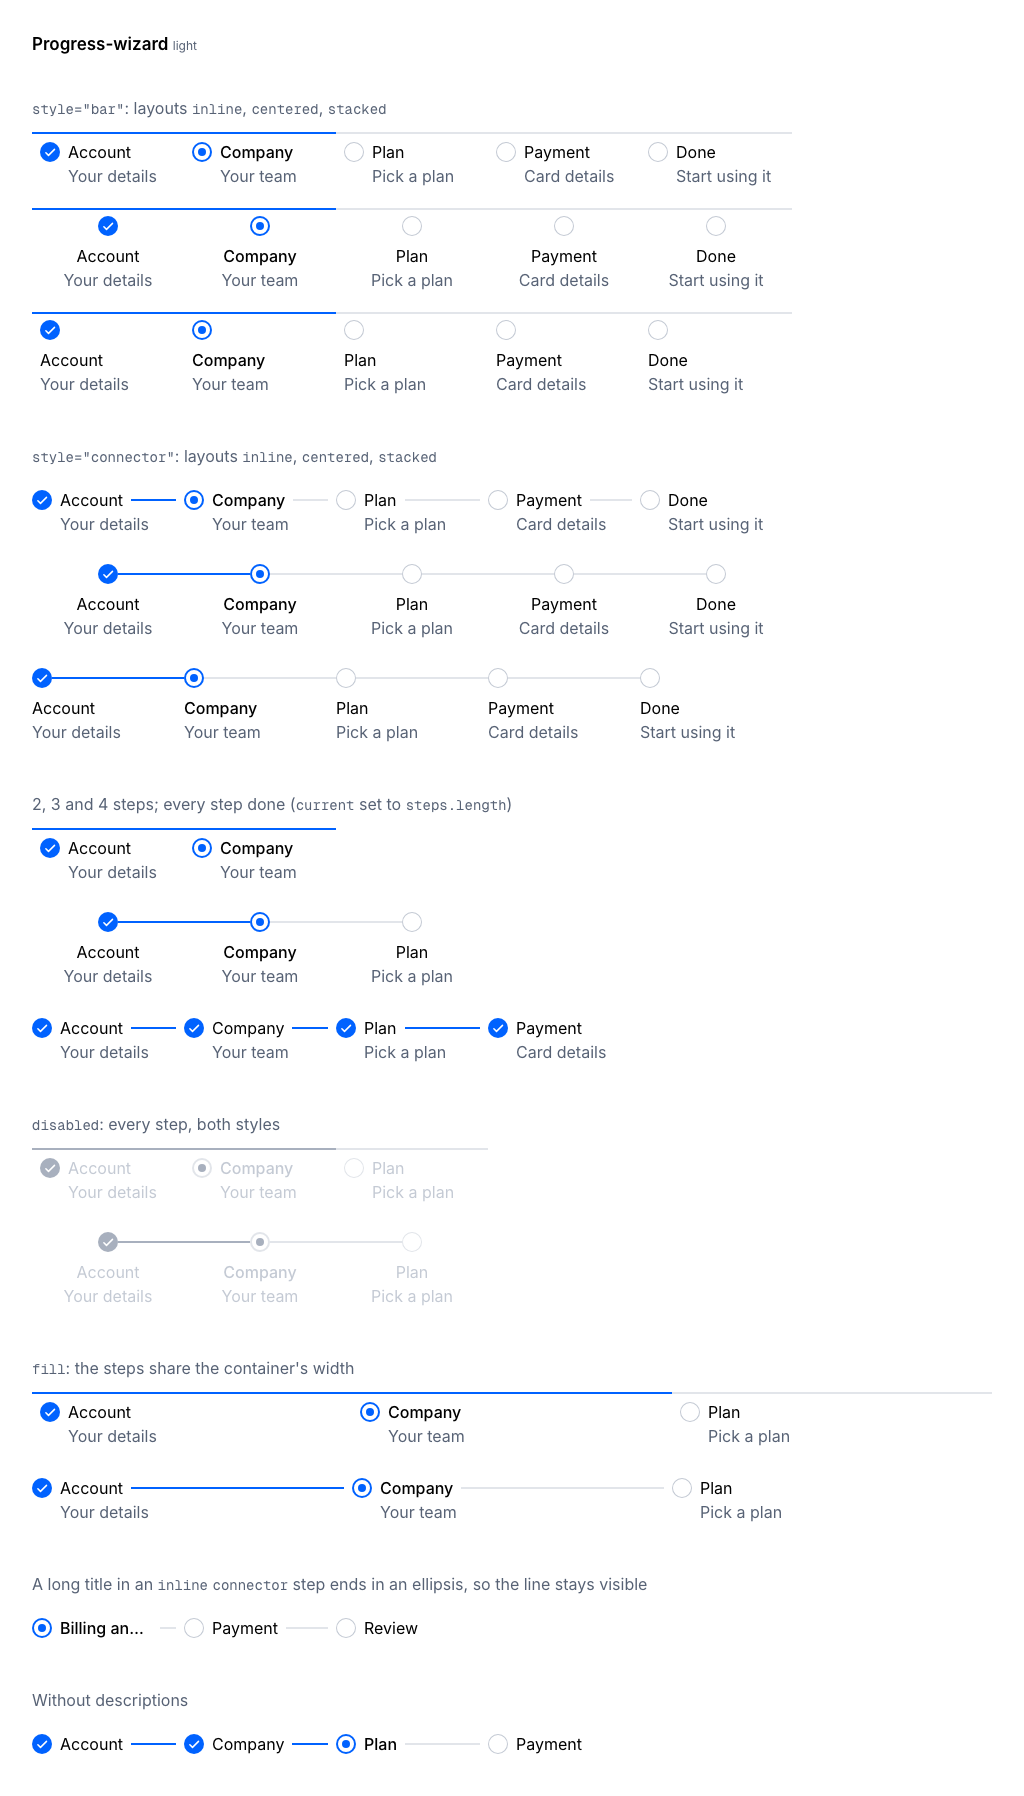 Progress-wizard light
style="bar": layouts inline, centered, stacked
Account Company Plan Payment Done
Your details Your team Pick a plan Card details Start using it
Account Company Plan Payment Done
Your details Your team Pick a plan Card details Start using it
Account Company Plan Payment Done
Your details Your team Pick a plan Card details Start using it
style="connector": layouts inline, centered, stacked
Account Company Plan Payment Done
Your details Your team Pick a plan Card details Start using it
Account Company Plan Payment Done
Your details Your team Pick a plan Card details Start using it
Account Company Plan Payment Done
Your details Your team Pick a plan Card details Start using it
2, 3 and 4 steps; every step done (current set to steps.length)
Account Company
Your details Your team
Account Company Plan
Your details Your team Pick a plan
Account Company Plan Payment
Your details Your team Pick a plan Card details
disabled: every step, both styles
Account Company Plan
Your details Your team Pick a plan
Account Company Plan
Your details Your team Pick a plan
fill: the steps share the container's width
Account Company Plan
Your details Your team Pick a plan
Account Company Plan
Your details Your team Pick a plan
A long title in an inline connector step ends in an ellipsis, so the line stays visible
Billing an... Payment Review
Without descriptions
Account Company Plan Payment